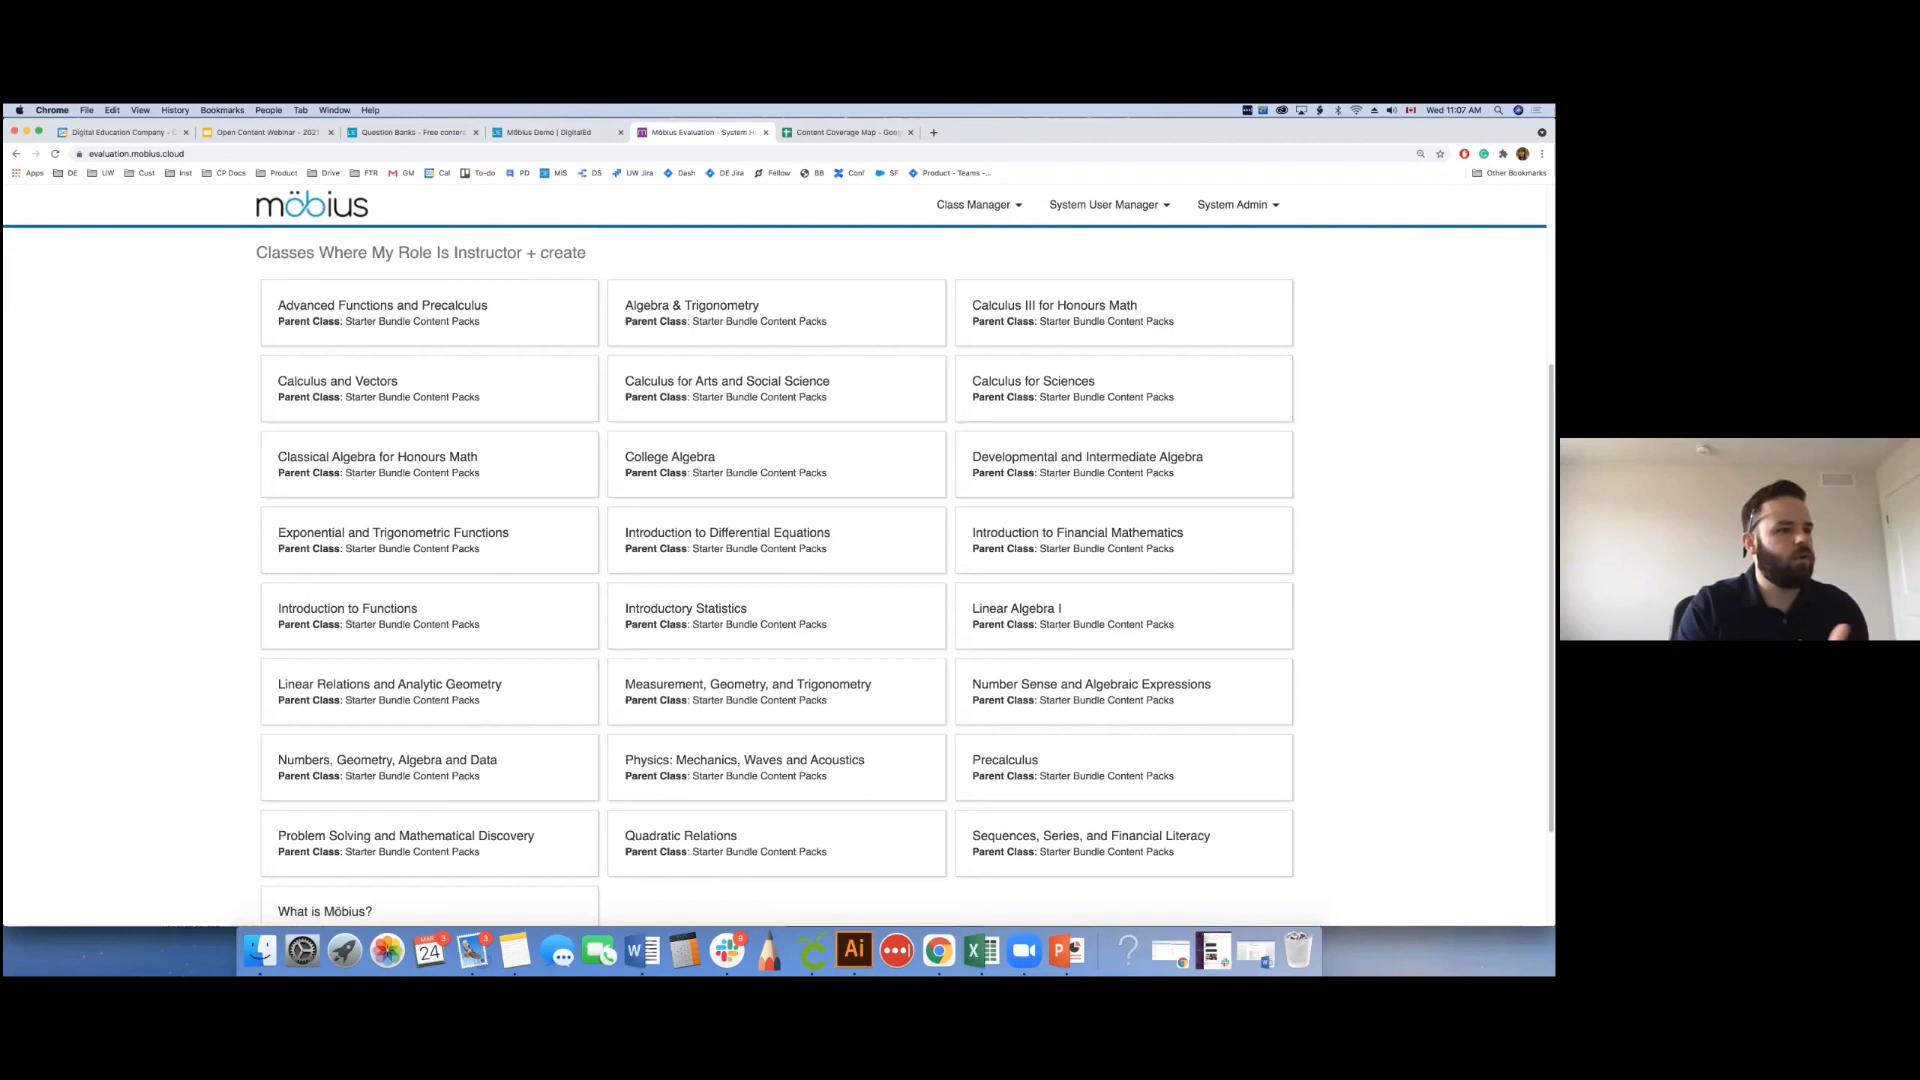 Chrome File Edit View History Bookmarks People Tab Window Help Wed 11:07 AM
Digital Education Company - C Open Content Webinar - 2021 Question Banks - Free conten Möbius Demo | DigitalEd Möbius Evaluation - System H Content Coverage Map - Goog
evaluation.mobius.cloud
Apps DE UW Cust Inst CP Docs Product Drive FTR GM Cal To-do PD MIS DS UW Jira Dash DE Jira Fellow BB Conf SF Product - Teams -... Other Bookmarks
möbius Class Manager System User Manager System Admin
Classes Where My Role Is Instructor + create
Advanced Functions and Precalculus
Parent Class: Starter Bundle Content Packs
Algebra & Trigonometry
Parent Class: Starter Bundle Content Packs
Calculus III for Honours Math
Parent Class: Starter Bundle Content Packs
Calculus and Vectors
Parent Class: Starter Bundle Content Packs
Calculus for Arts and Social Science
Parent Class: Starter Bundle Content Packs
Calculus for Sciences
Parent Class: Starter Bundle Content Packs
Classical Algebra for Honours Math
Parent Class: Starter Bundle Content Packs
College Algebra
Parent Class: Starter Bundle Content Packs
Developmental and Intermediate Algebra
Parent Class: Starter Bundle Content Packs
Exponential and Trigonometric Functions
Parent Class: Starter Bundle Content Packs
Introduction to Differential Equations
Parent Class: Starter Bundle Content Packs
Introduction to Financial Mathematics
Parent Class: Starter Bundle Content Packs
Introduction to Functions
Parent Class: Starter Bundle Content Packs
Introductory Statistics
Parent Class: Starter Bundle Content Packs
Linear Algebra I
Parent Class: Starter Bundle Content Packs
Linear Relations and Analytic Geometry
Parent Class: Starter Bundle Content Packs
Measurement, Geometry, and Trigonometry
Parent Class: Starter Bundle Content Packs
Number Sense and Algebraic Expressions
Parent Class: Starter Bundle Content Packs
Numbers, Geometry, Algebra and Data
Parent Class: Starter Bundle Content Packs
Physics: Mechanics, Waves and Acoustics
Parent Class: Starter Bundle Content Packs
Precalculus
Parent Class: Starter Bundle Content Packs
Problem Solving and Mathematical Discovery
Parent Class: Starter Bundle Content Packs
Quadratic Relations
Parent Class: Starter Bundle Content Packs
Sequences, Series, and Financial Literacy
Parent Class: Starter Bundle Content Packs
What is Möbius?
MAR 24 3 3 W 9 Ai X P ?